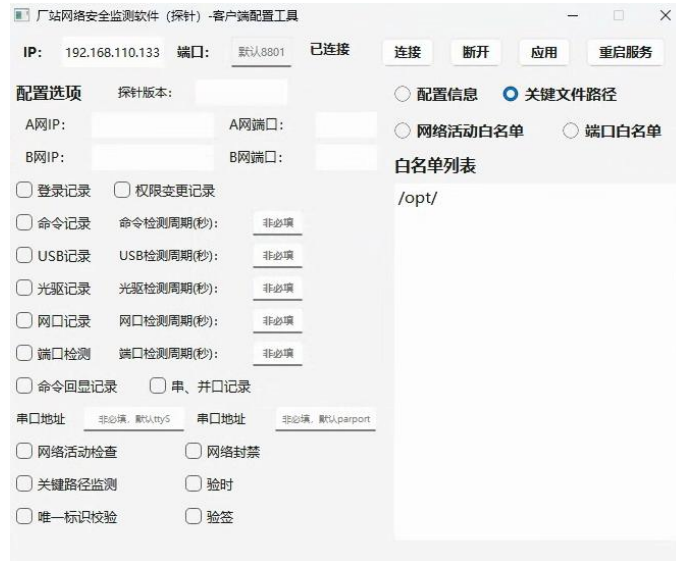 厂站网络安全监测软件（探针）-客户端配置工具
IP: 192.168.110.133 端口: 默认8801 已连接 连接 断开 应用 重启服务
配置选项 探针版本:
A网IP: A网端口:
B网IP: B网端口:
登录记录 权限变更记录
命令记录 命令检测周期(秒): 非必填
USB记录 USB检测周期(秒): 非必填
光驱记录 光驱检测周期(秒): 非必填
网口记录 网口检测周期(秒): 非必填
端口检测 端口检测周期(秒): 非必填
命令回显记录 串、并口记录
串口地址 非必填，默认ttyS 串口地址 非必填，默认parport
网络活动检查 网络封禁
关键路径监测 验时
唯一标识校验 验签
配置信息 关键文件路径
网络活动白名单 端口白名单
白名单列表
/opt/